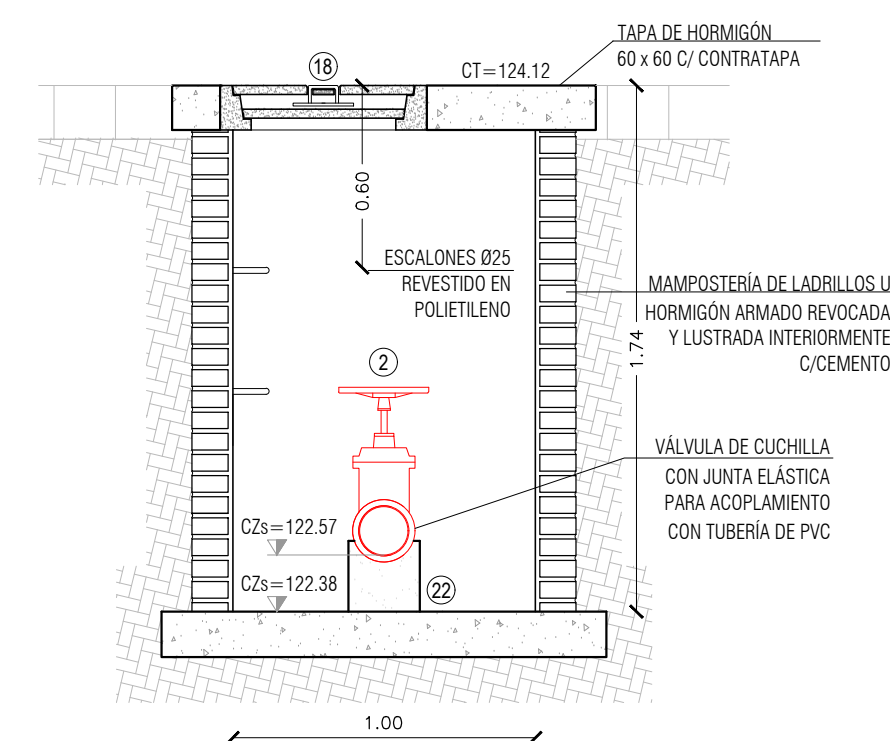 TAPA DE HORMIGÓN
60 x 60 C/ CONTRATAPA
18
CT=124.12
0.60
ESCALONES Ø25
REVESTIDO EN
POLIETILENO
MAMPOSTERÍA DE LADRILLOS U
HORMIGÓN ARMADO REVOCADA
Y LUSTRADA INTERIORMENTE
C/CEMENTO
1.74
2
VÁLVULA DE CUCHILLA
CON JUNTA ELÁSTICA
PARA ACOPLAMIENTO
CON TUBERÍA DE PVC
CZs=122.57
CZs=122.38
22
1.00